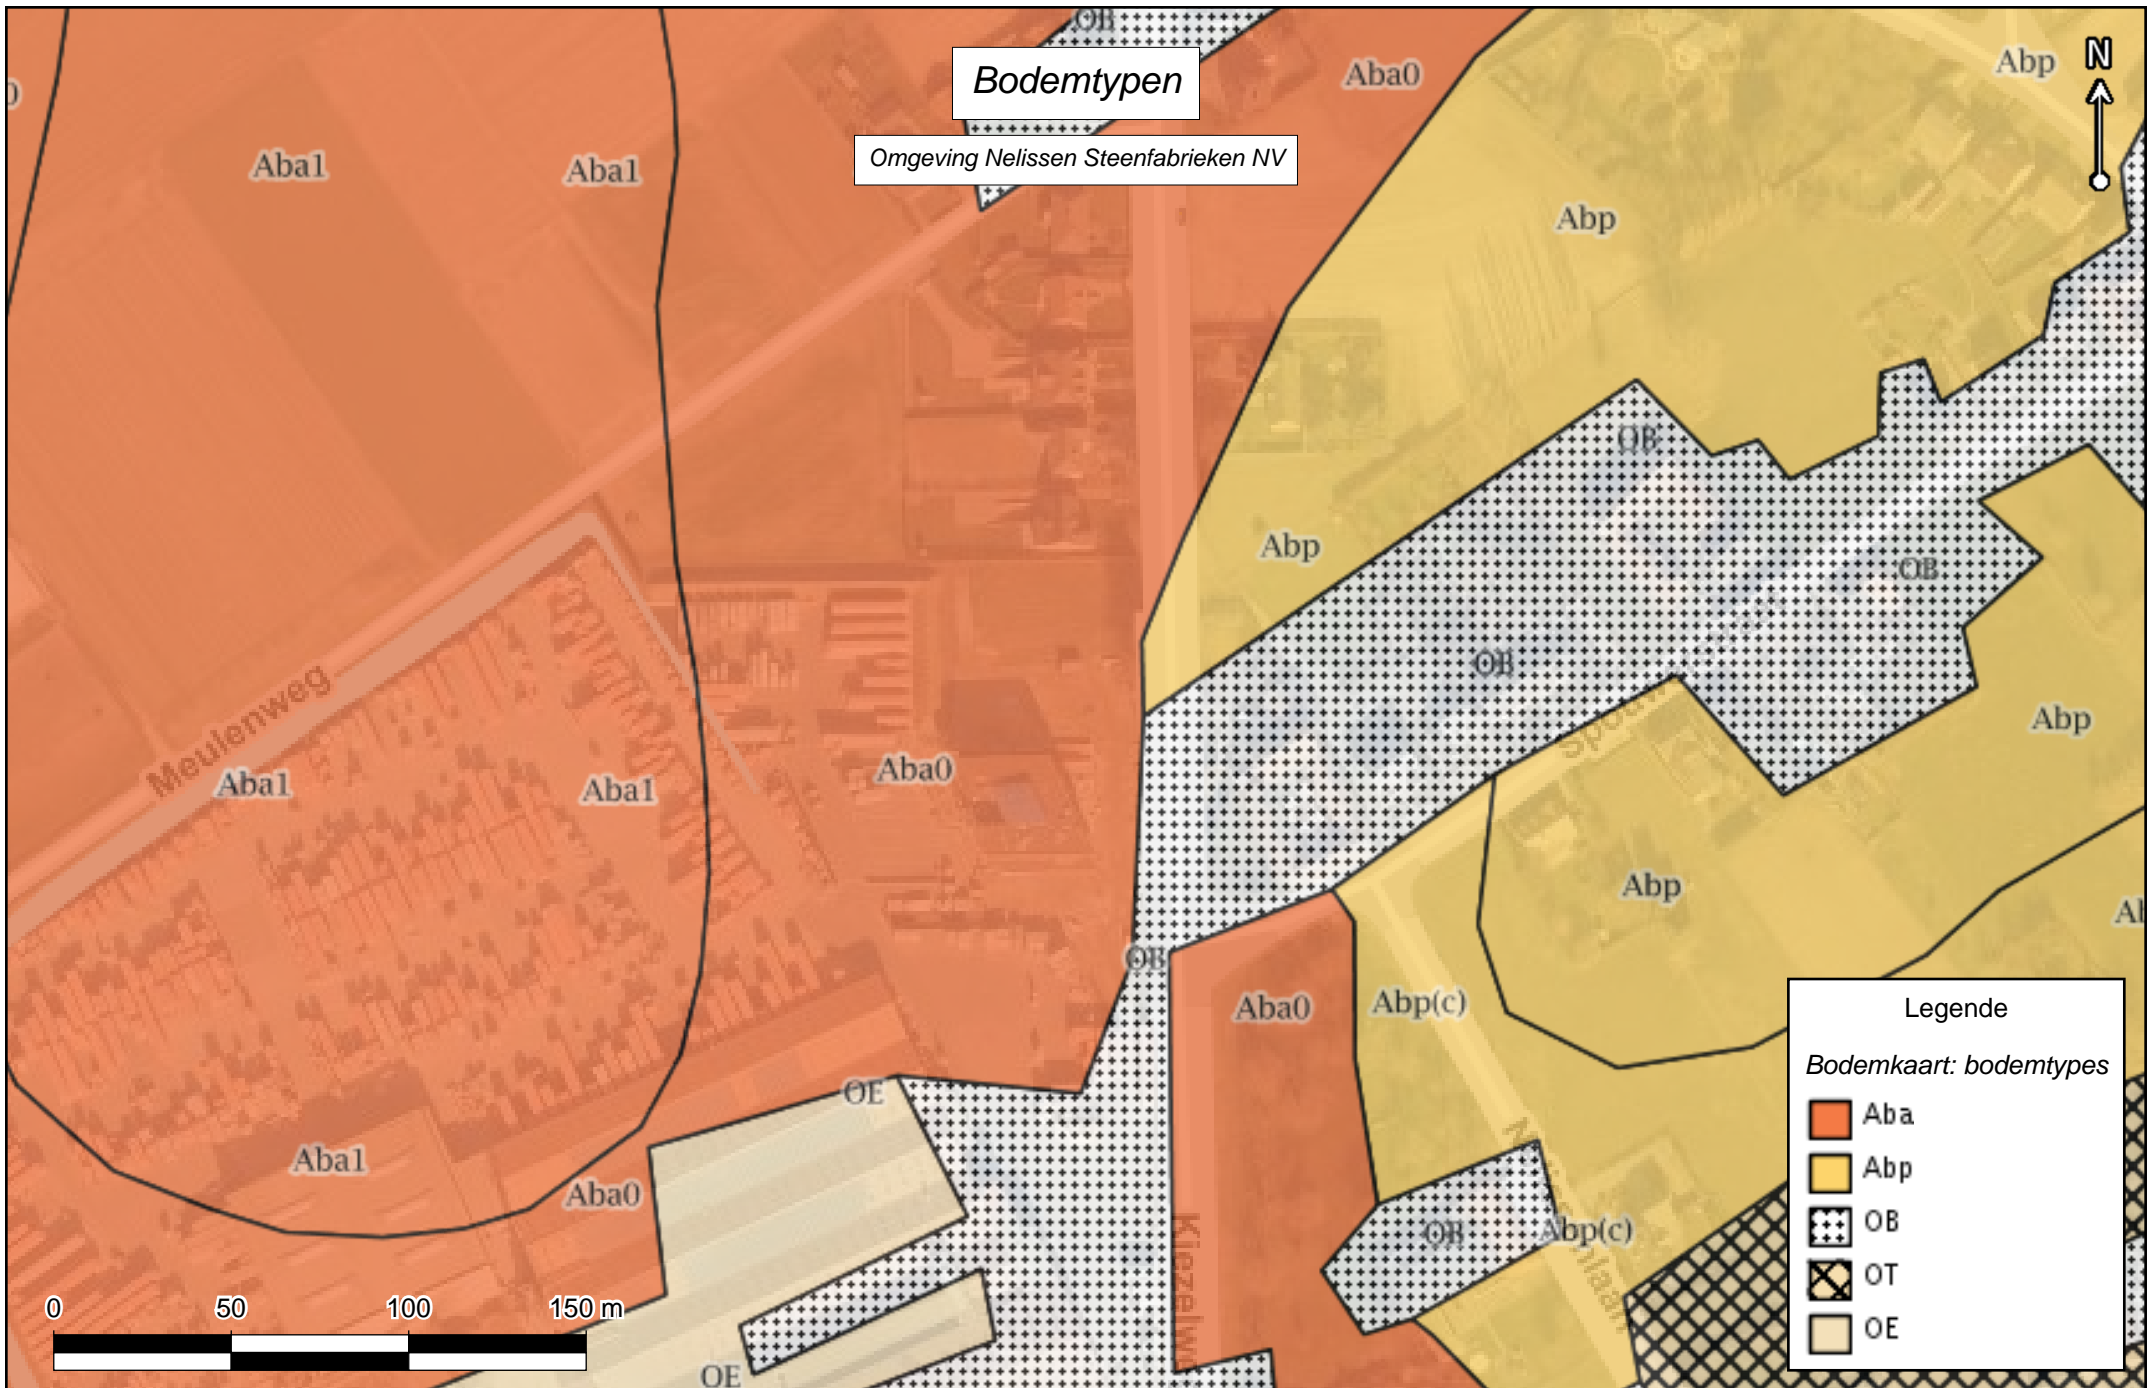 OB
Bodemtypen
Omgeving Nelissen Steenfabrieken NV
Aba0
Abp
N
Aba1
Aba1
Abp
OB
Abp
OB
OB
Meulenweg
Aba1
Aba1
Aba0
Abp
Abp
OB
Aba0
Abp(c)
OE
Aba1
Aba0
OB
Abp(c)
OE
0 50 100 150 m
Legende
Bodemkaart: bodemtypes
Aba
Abp
OB
OT
OE